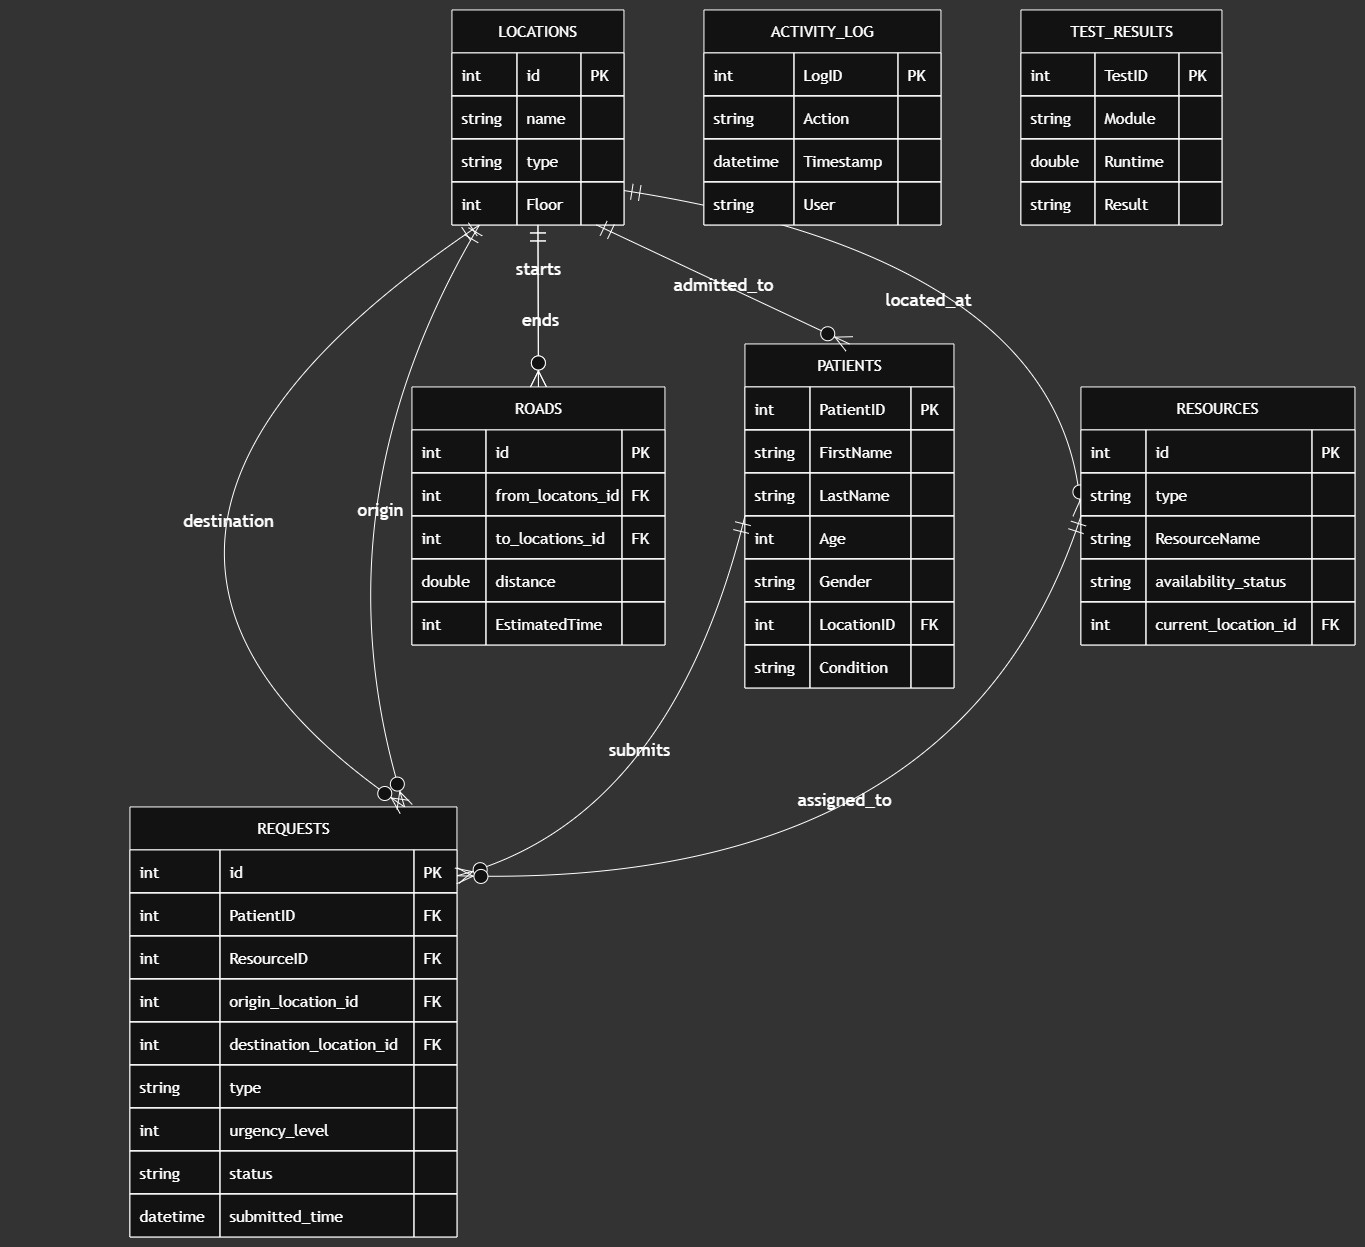 LOCATIONS
int id PK
string name
string type
int Floor
ACTIVITY_LOG
int LogID PK
string Action
datetime Timestamp
string User
TEST_RESULTS
int TestID PK
string Module
double Runtime
string Result
starts
ends
admitted_to
located_at
destination
origin
ROADS
int id PK
int from_locatons_id FK
int to_locations_id FK
double distance
int EstimatedTime
PATIENTS
int PatientID PK
string FirstName
string LastName
int Age
string Gender
int LocationID FK
string Condition
RESOURCES
int id PK
string type
string ResourceName
string availability_status
int current_location_id FK
submits
assigned_to
REQUESTS
int id PK
int PatientID FK
int ResourceID FK
int origin_location_id FK
int destination_location_id FK
string type
int urgency_level
string status
datetime submitted_time